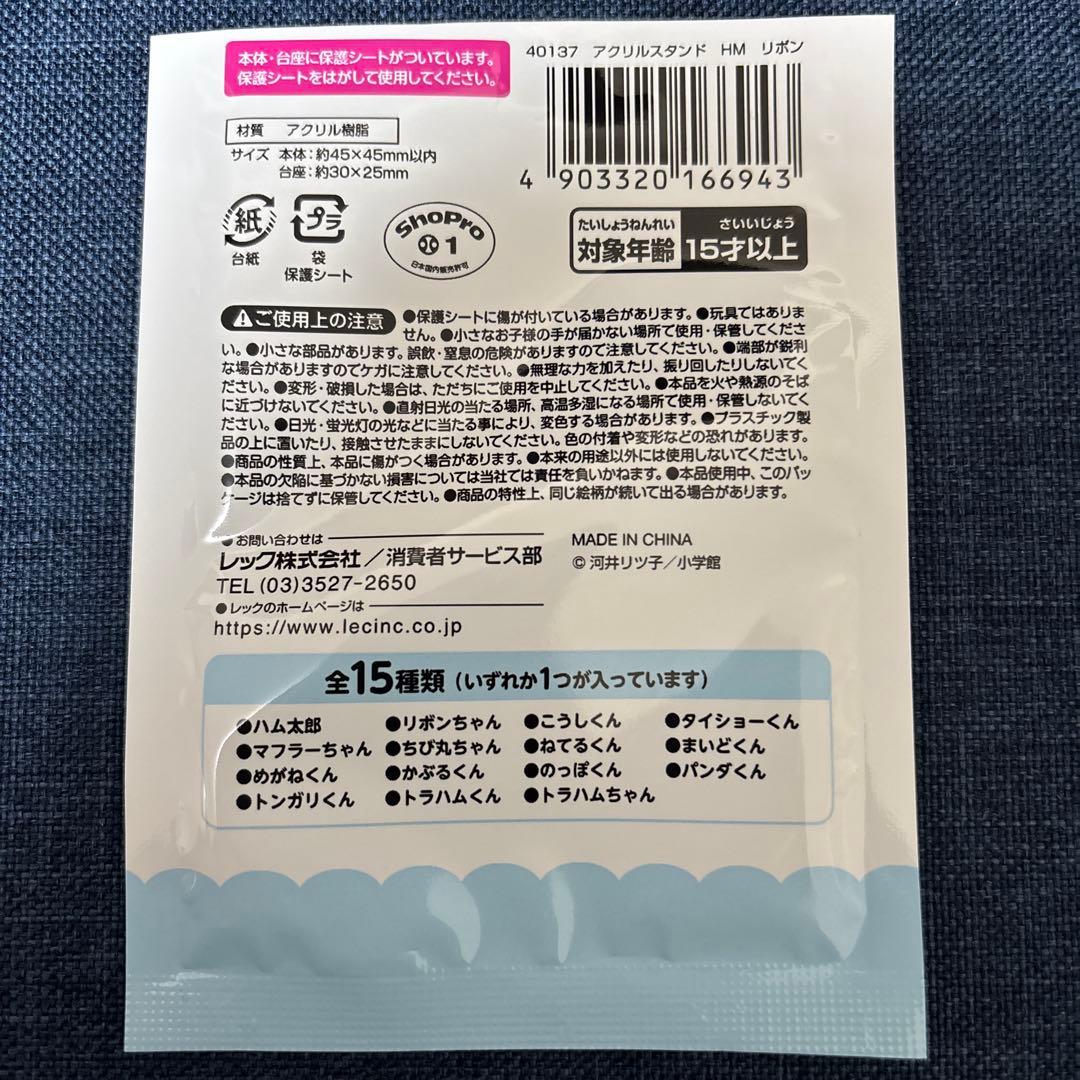 本体・台座に保護シートがついています。
保護シートをはがして使用してください。
40137 アクリルスタンド HM リボン
4 903320 166943
材質 アクリル樹脂
サイズ 本体：約45×45mm以内
台座：約30×25mm
紙
台紙
プラ
袋
保護シート
ShoPro
1
日本国内販売許可
たいしょうねんれい さいいじょう
対象年齢 15才以上
ご使用上の注意 ●保護シートに傷が付いている場合があります。●玩具ではありま
せん。●小さなお子様の手が届かない場所で使用・保管してくださ
い。●小さな部品があります。誤飲・窒息の危険がありますので注意してください。●端部が鋭利
な場合がありますのでケガに注意してください。●無理な力を加えたり、振り回したりしないでく
ださい。●変形・破損した場合は、ただちにご使用を中止してください。●本品を火や熱源のそば
に近づけないでください。●直射日光の当たる場所、高温多湿になる場所で使用・保管しないでく
ださい。●日光・蛍光灯の光などに当たる事により、変色する場合があります。●プラスチック製
品の上に置いたり、接触させたままにしないでください。色の付着や変形などの恐れがあります。
●商品の性質上、本品に傷がつく場合があります。●本来の用途以外には使用しないでください。
●本品の欠陥に基づかない損害については当社では責任を負いかねます。●本品使用中、このパッ
ケージは捨てずに保管してください。●商品の特性上、同じ絵柄が続いて出る場合があります。
●お問い合わせは
レック株式会社／消費者サービス部
TEL (03)3527-2650
●レックのホームページは
https://www.lecinc.co.jp
MADE IN CHINA
© 河井リツ子／小学館
全15種類（いずれか1つが入っています）
●ハム太郎 ●リボンちゃん ●こうしくん ●タイショーくん
●マフラーちゃん ●ちび丸ちゃん ●ねてるくん ●まいどくん
●めがねくん ●かぶるくん ●のっぽくん ●パンダくん
●トンガリくん ●トラハムくん ●トラハムちゃん